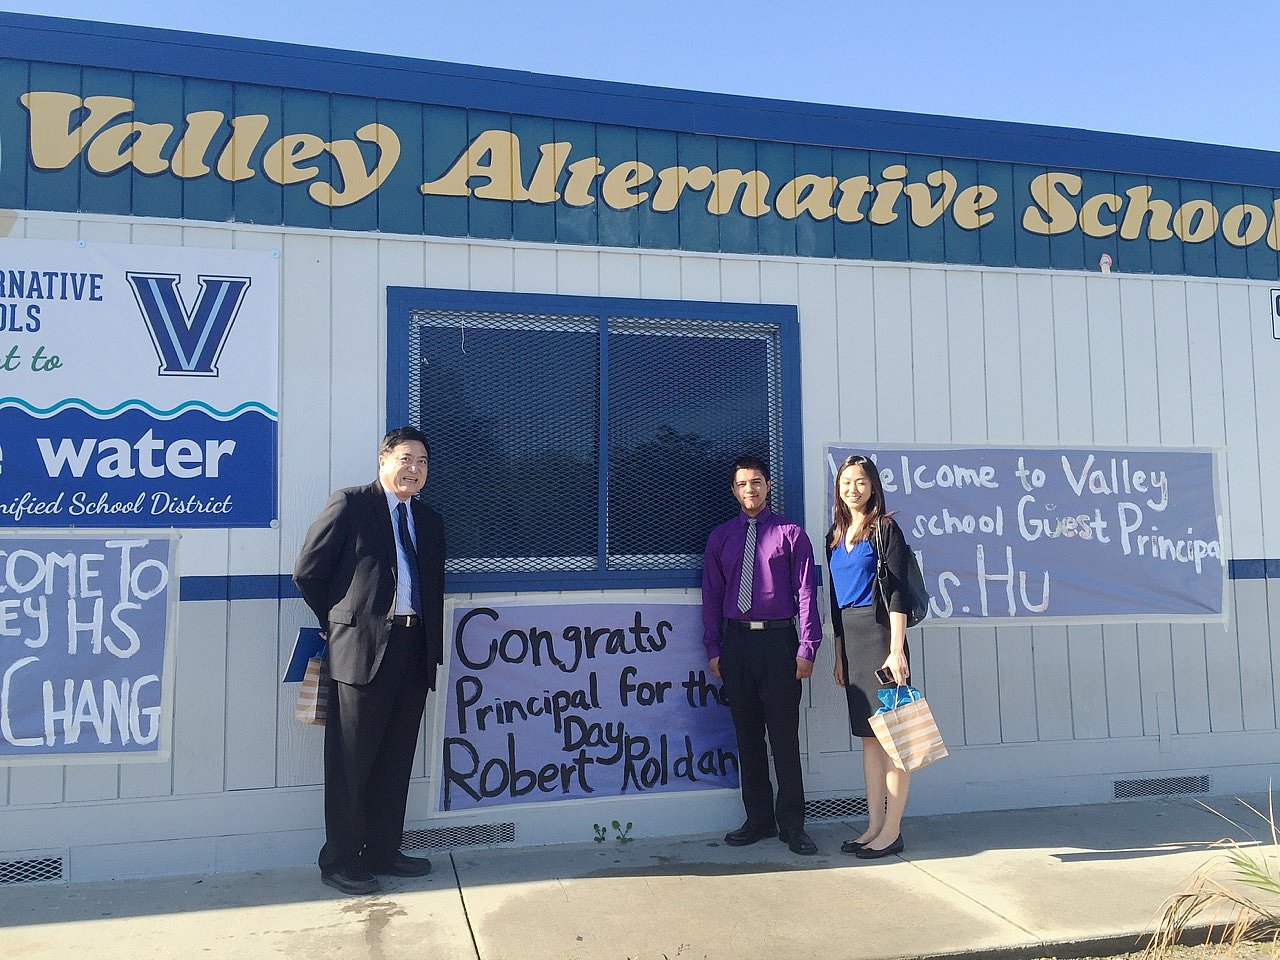 Valley Alternative School
RNATIVE
OLS
V
t to
e water
nified School District
COME TO
EY HS
CHANG
Congrats
Principal for the
Day
Robert Roldan
Welcome to Valley
school Guest Principal
s. Hu